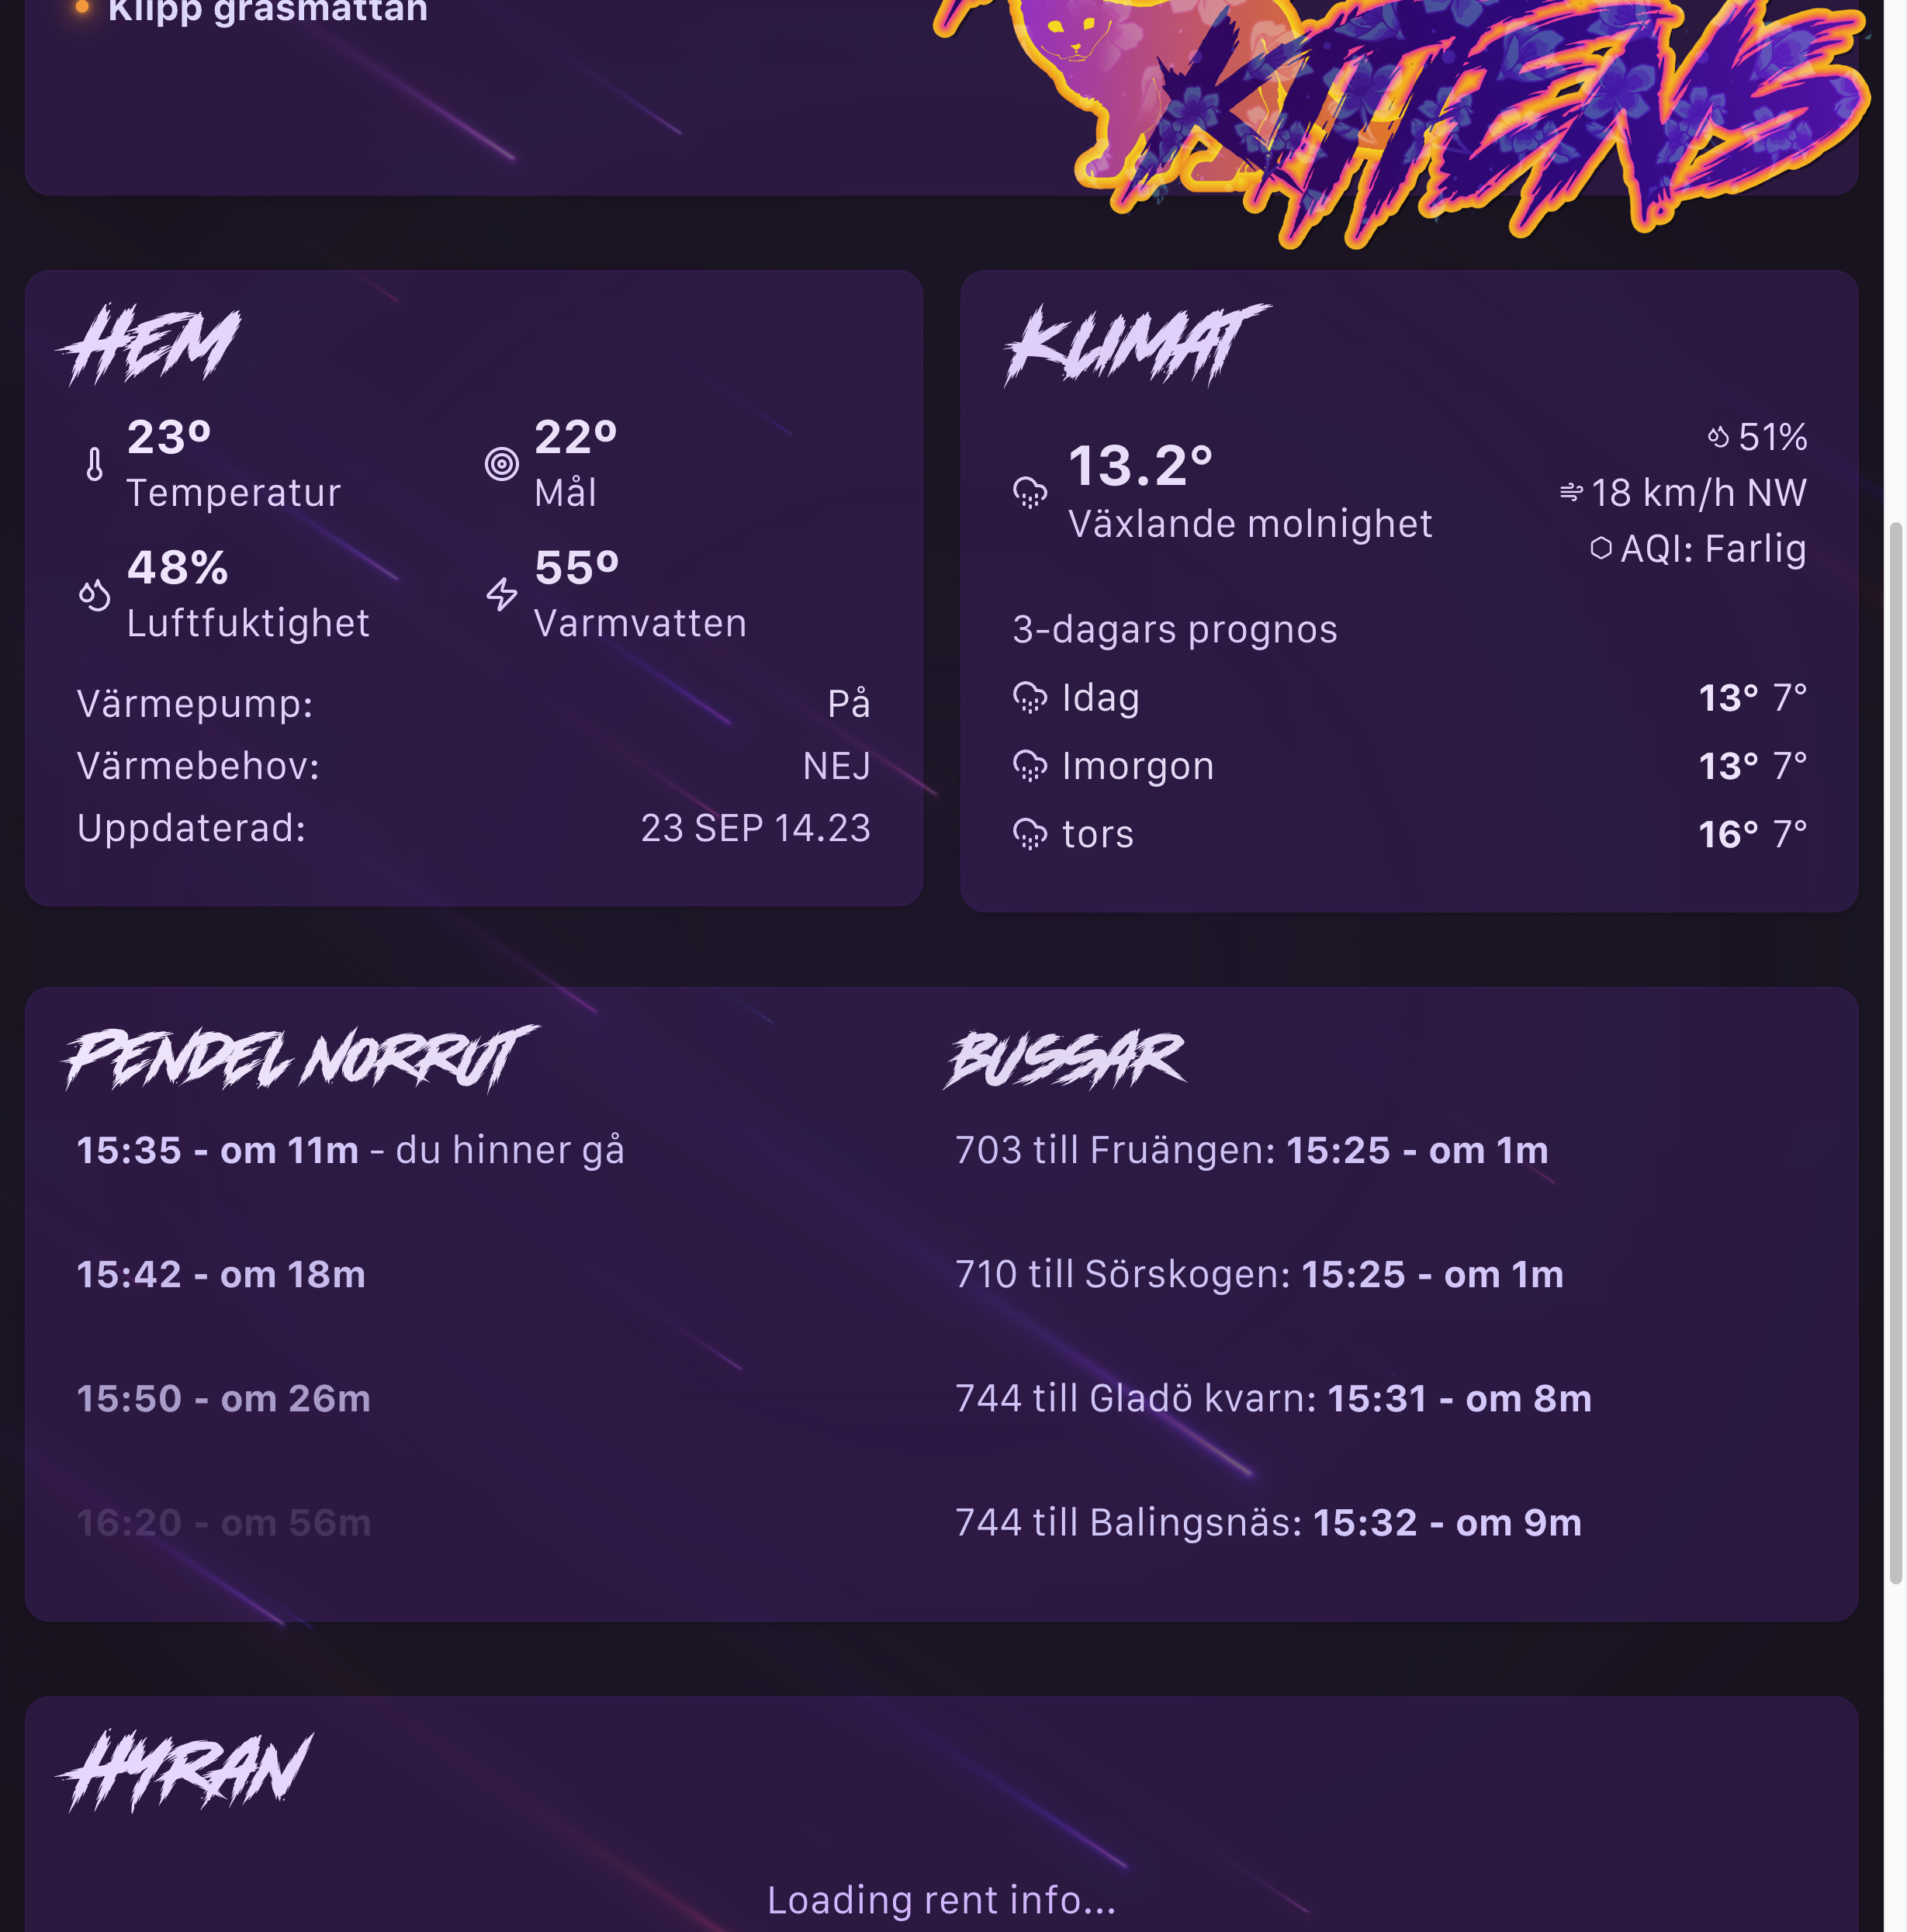 Klipp gräsmattan
KITTENS
HEM
23º
Temperatur
22º
Mål
48%
Luftfuktighet
55º
Varmvatten
Värmepump: På
Värmebehov: NEJ
Uppdaterad: 23 SEP 14.23
KLIMAT
13.2°
Växlande molnighet
51%
18 km/h NW
AQI: Farlig
3-dagars prognos
Idag 13° 7°
Imorgon 13° 7°
tors 16° 7°
PENDEL NORRUT
15:35 - om 11m - du hinner gå
15:42 - om 18m
15:50 - om 26m
16:20 - om 56m
BUSSAR
703 till Fruängen: 15:25 - om 1m
710 till Sörskogen: 15:25 - om 1m
744 till Gladö kvarn: 15:31 - om 8m
744 till Balingsnäs: 15:32 - om 9m
HYRAN
Loading rent info...